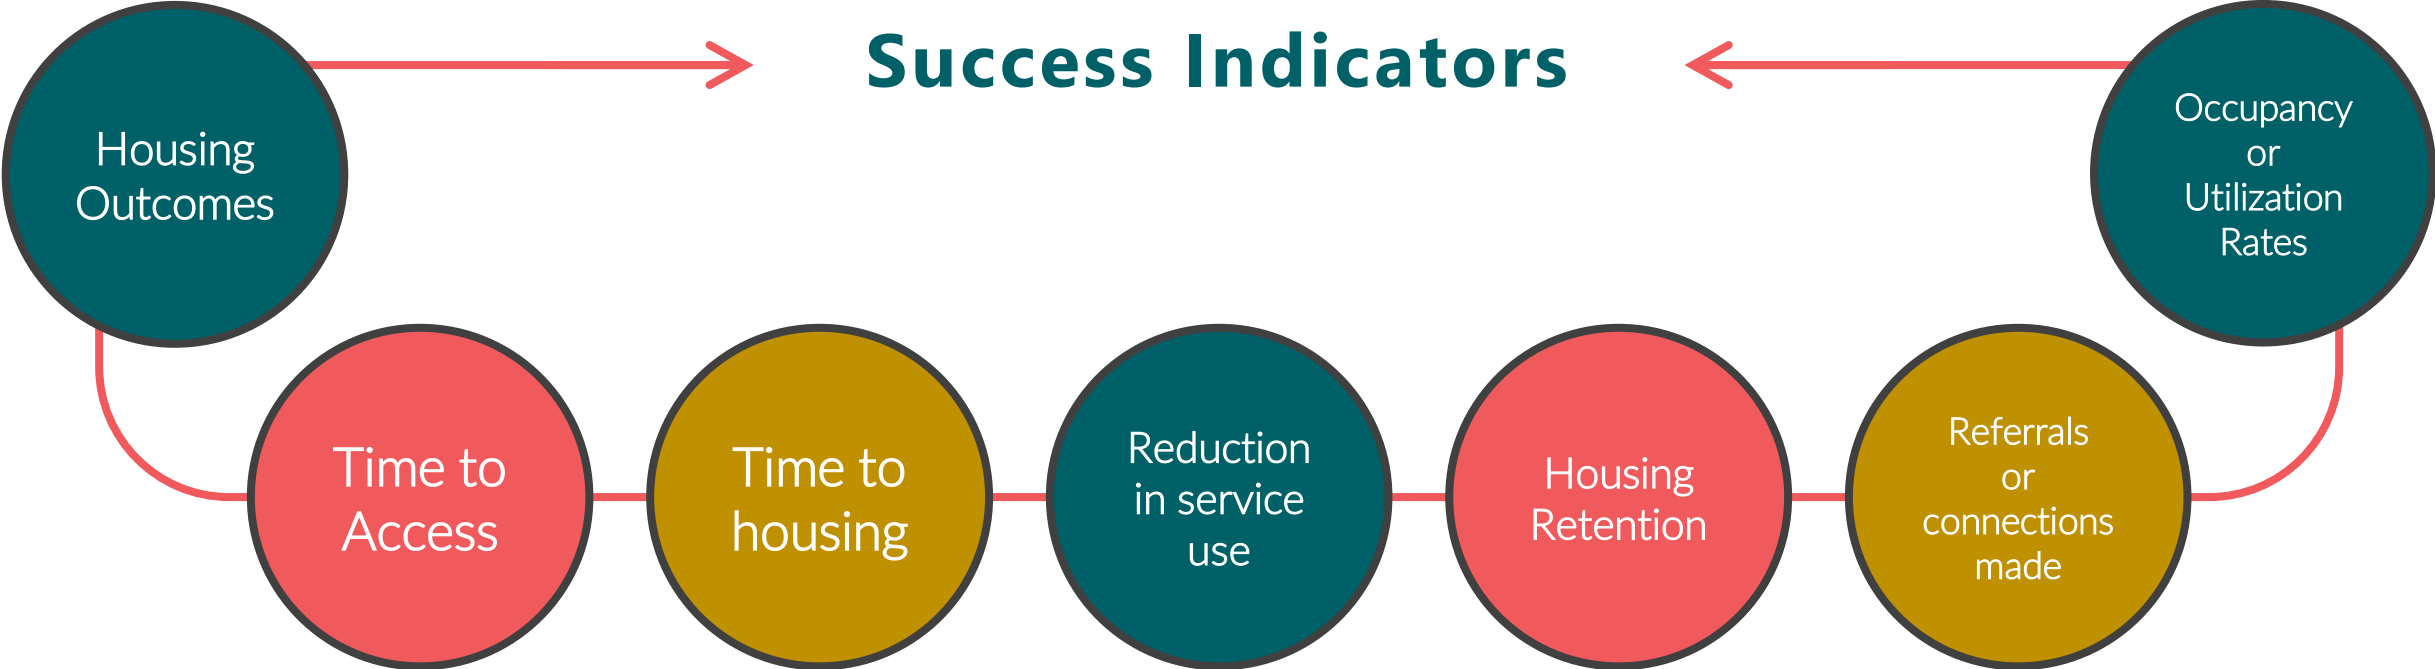 Success Indicators
Housing
Outcomes
Time to
Access
Time to
housing
Reduction
in service
use
Housing
Retention
Referrals
or
connections
made
Occupancy
or
Utilization
Rates